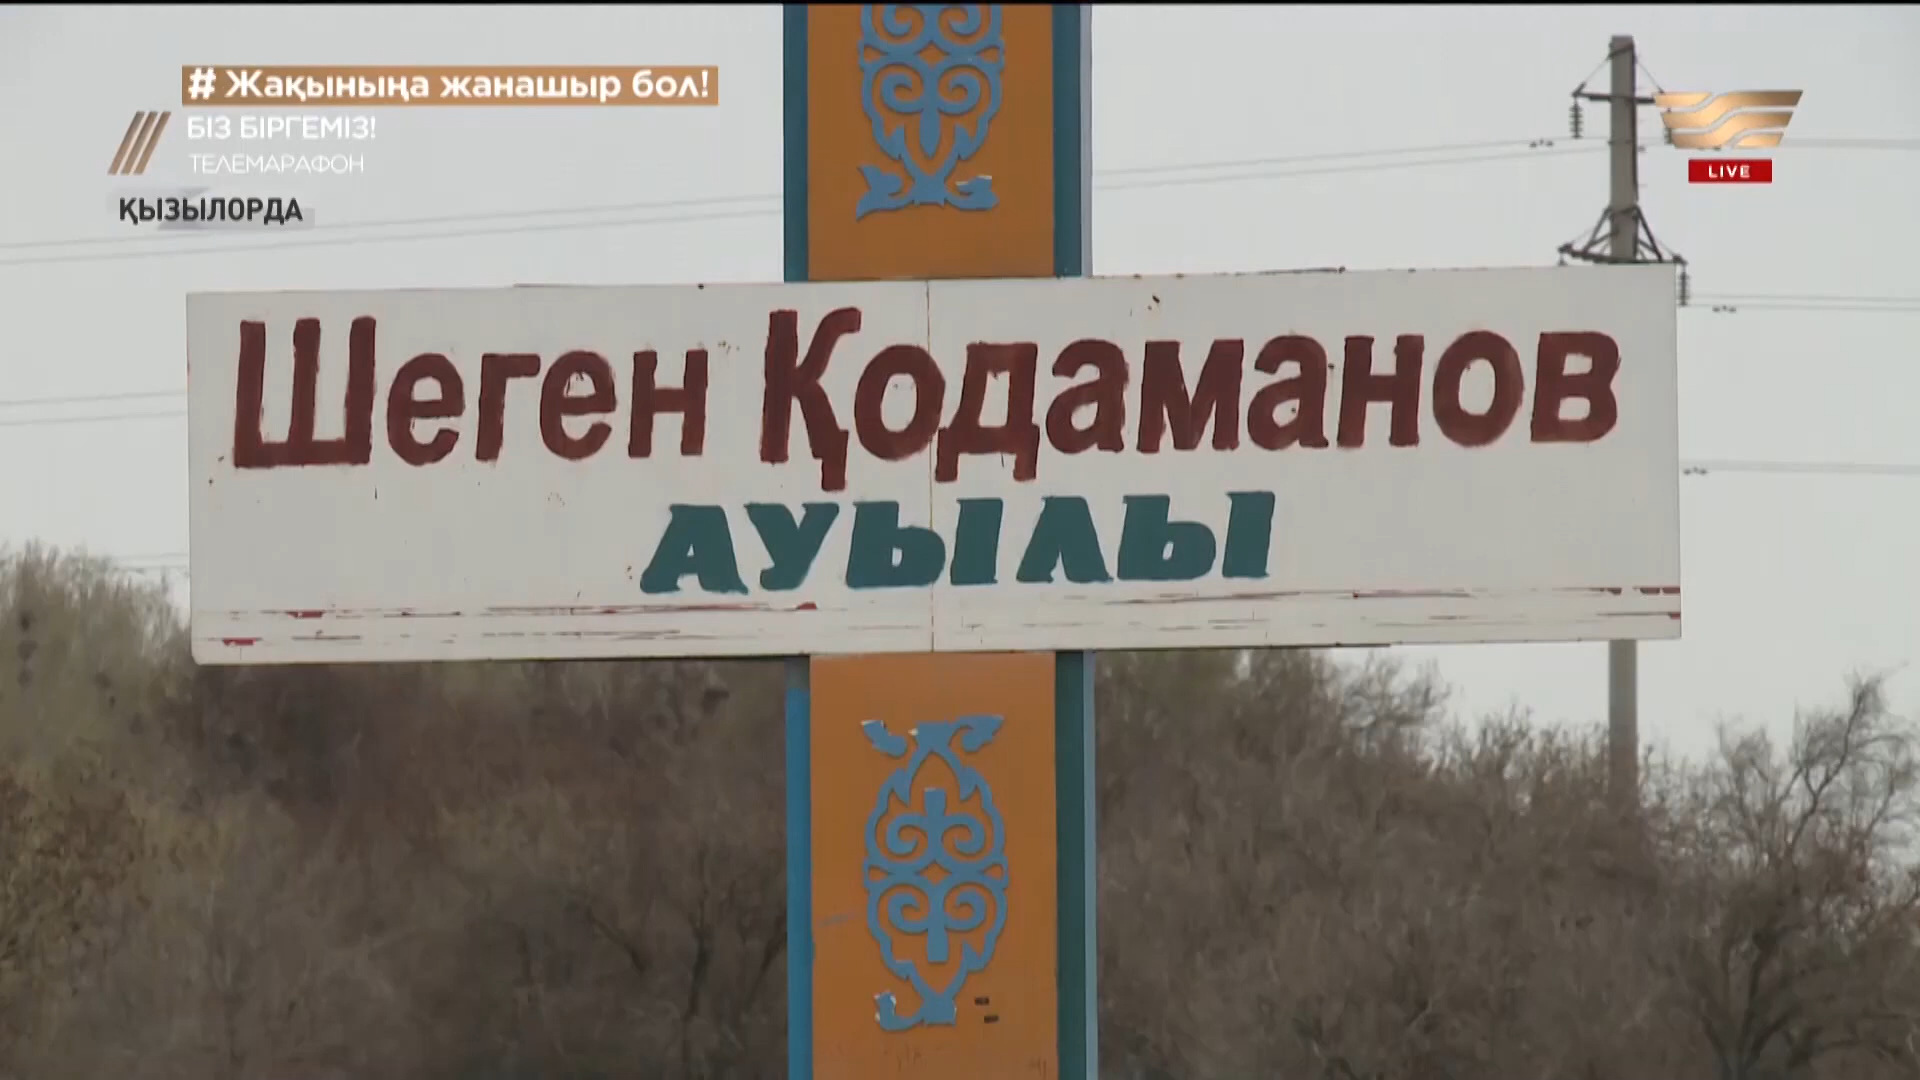 # Жақыныңа жанашыр бол!
БІЗ БІРГЕМІЗ!
ТЕЛЕМАРАФОН
ҚЫЗЫЛОРДА
LIVE
Шеген Қодаманов
АУЫЛЫ